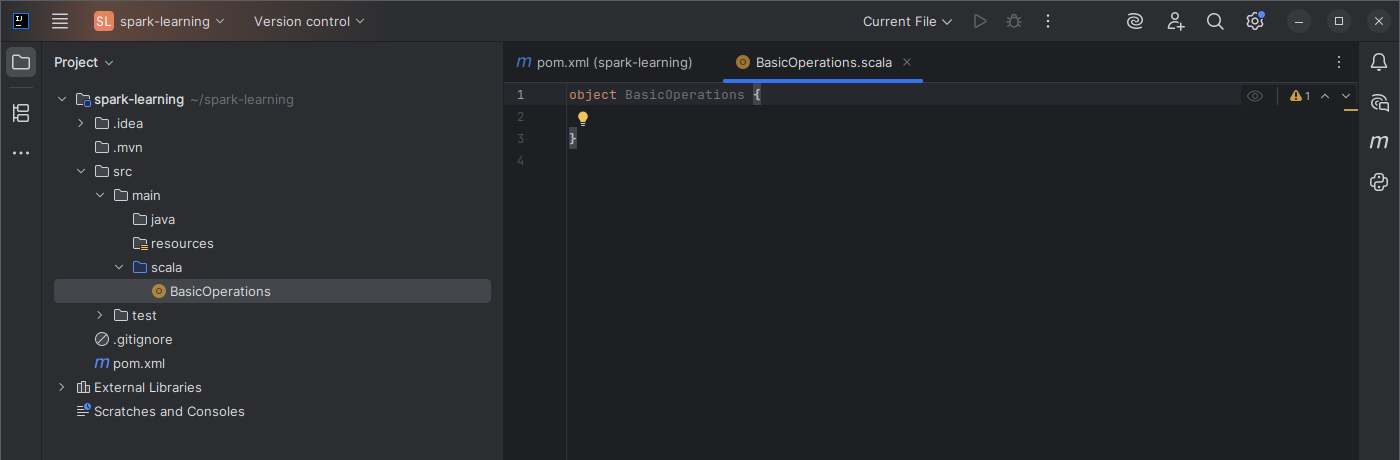 SL spark-learning Version control Current File
Project
spark-learning ~/spark-learning
.idea
.mvn
src
main
java
resources
scala
BasicOperations
test
.gitignore
m pom.xml
External Libraries
Scratches and Consoles
m pom.xml (spark-learning) BasicOperations.scala
1 object BasicOperations {
2
3 }
4
1
m